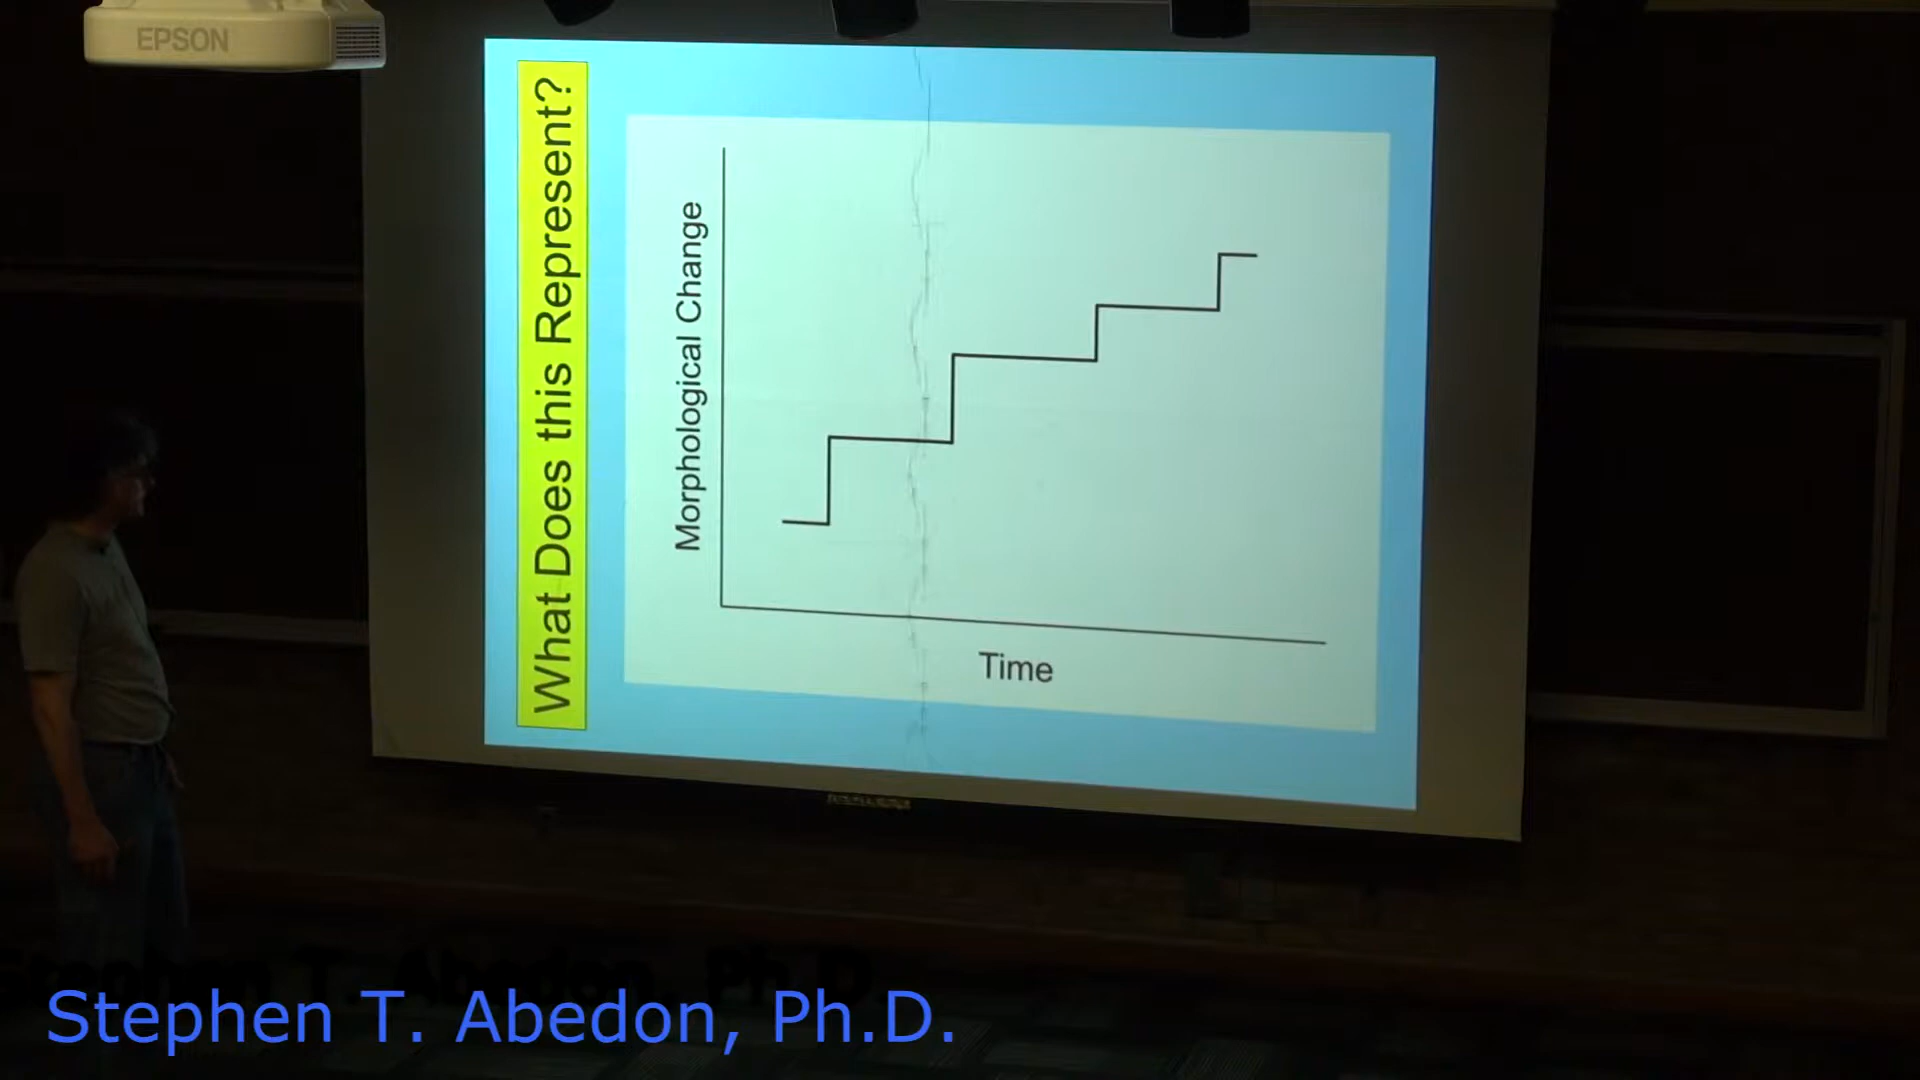 EPSON
What Does this Represent?
Morphological Change
Time
Stephen T. Abedon, Ph.D.